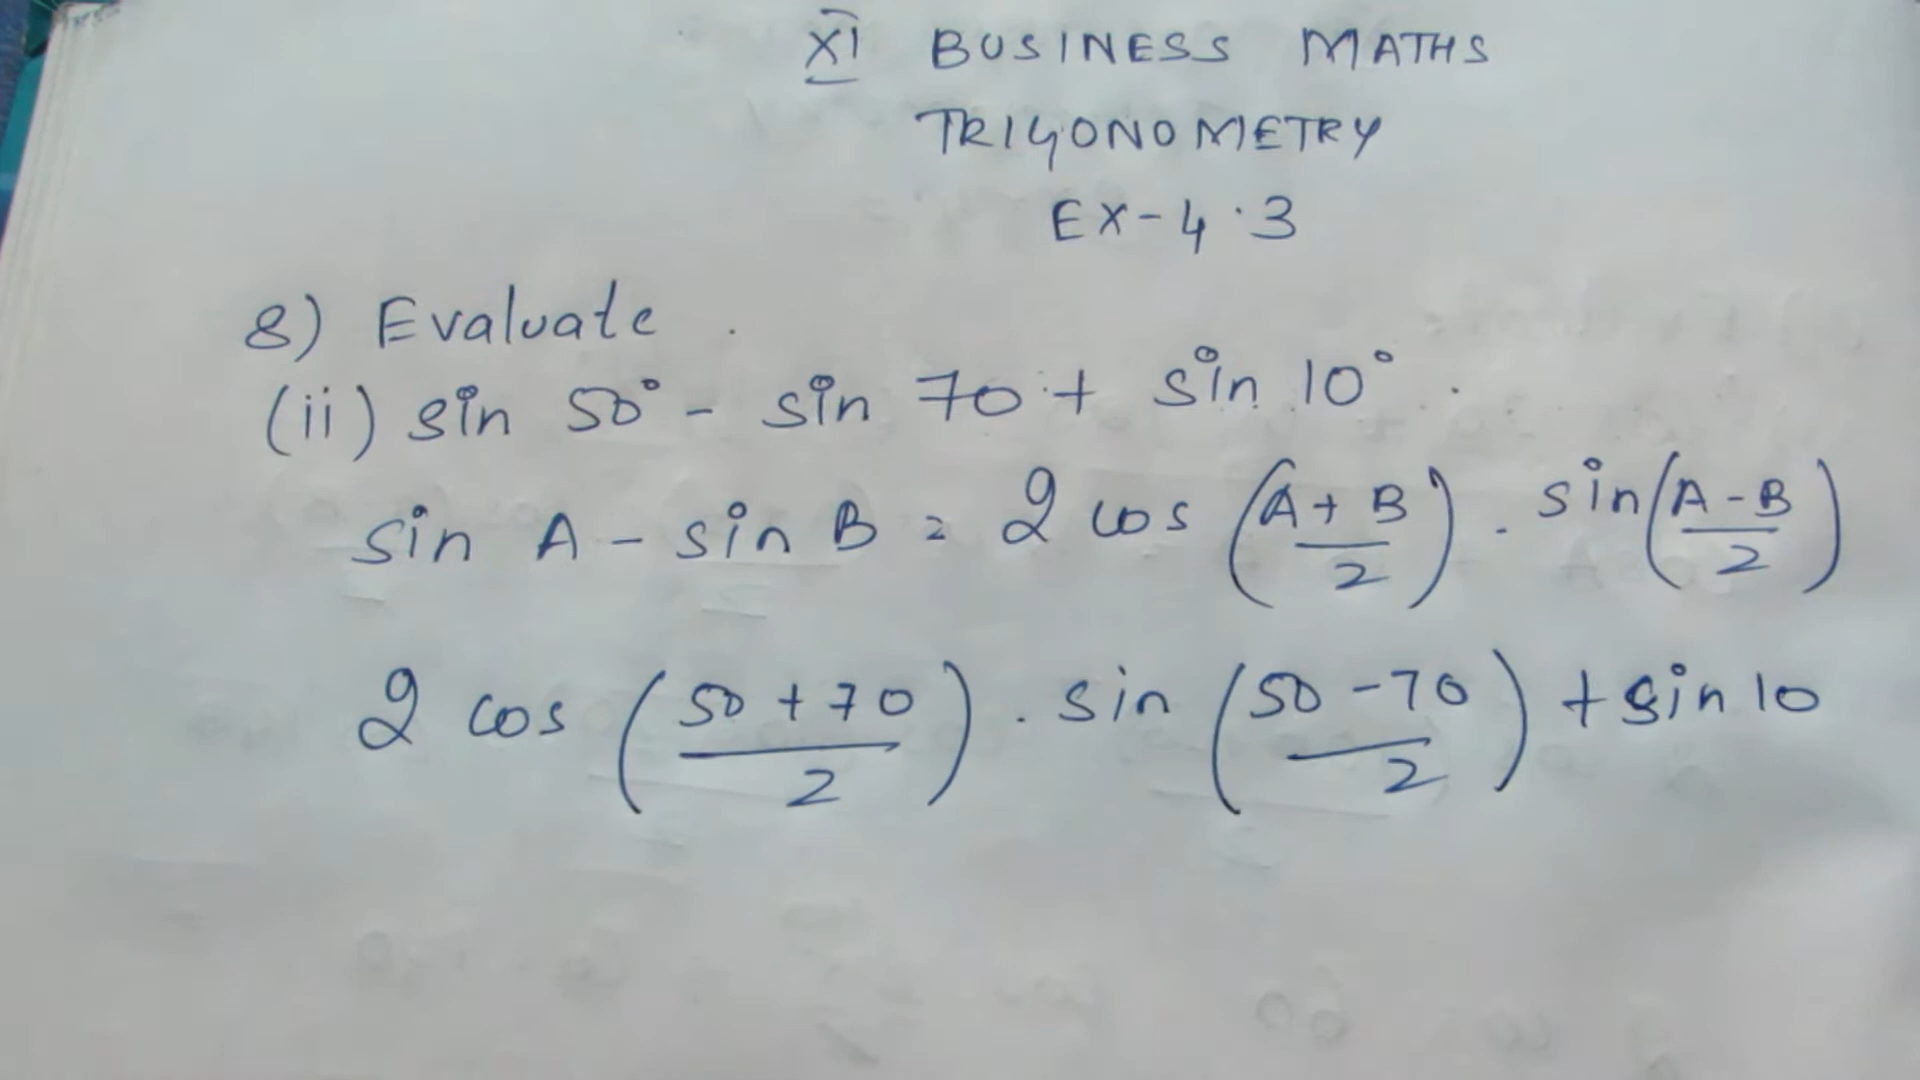 XI BUSINESS MATHS
TRIGONOMETRY
EX-4.3
8) Evaluate
(ii) sin 50° - sin 70 + sin 10°.
sin A - sin B = 2 cos (A+B/2) . sin (A-B/2)
2 cos (50+70/2) . sin (50-70/2) + sin 10